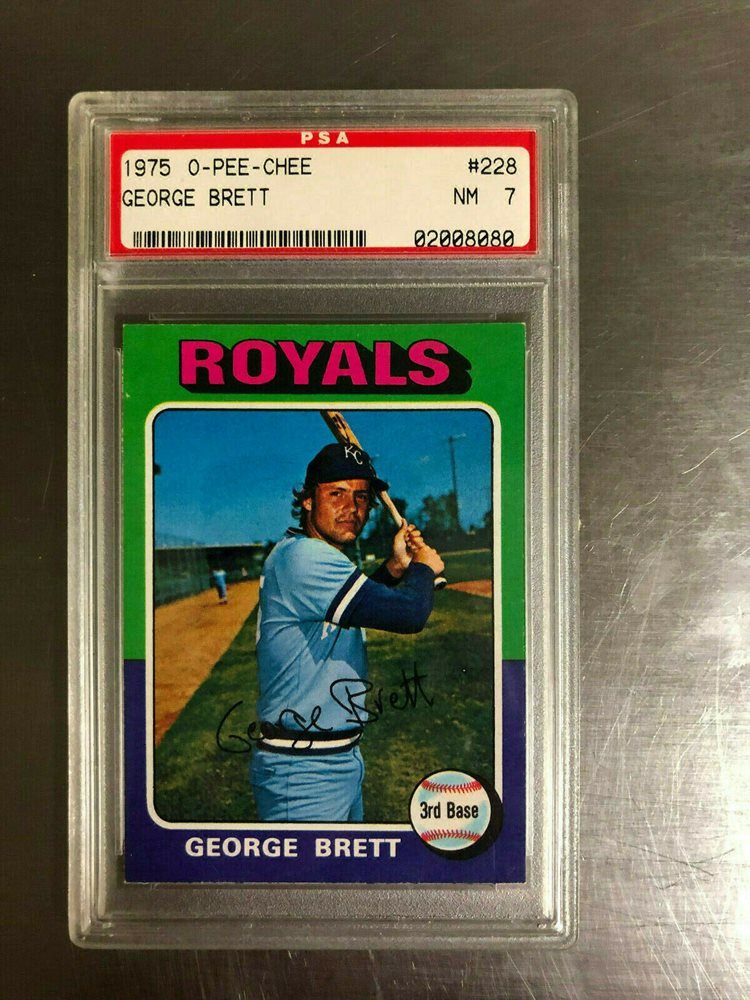 PSA
1975 O-PEE-CHEE #228
GEORGE BRETT NM 7
02008080
ROYALS
KC
George Brett
3rd Base
GEORGE BRETT